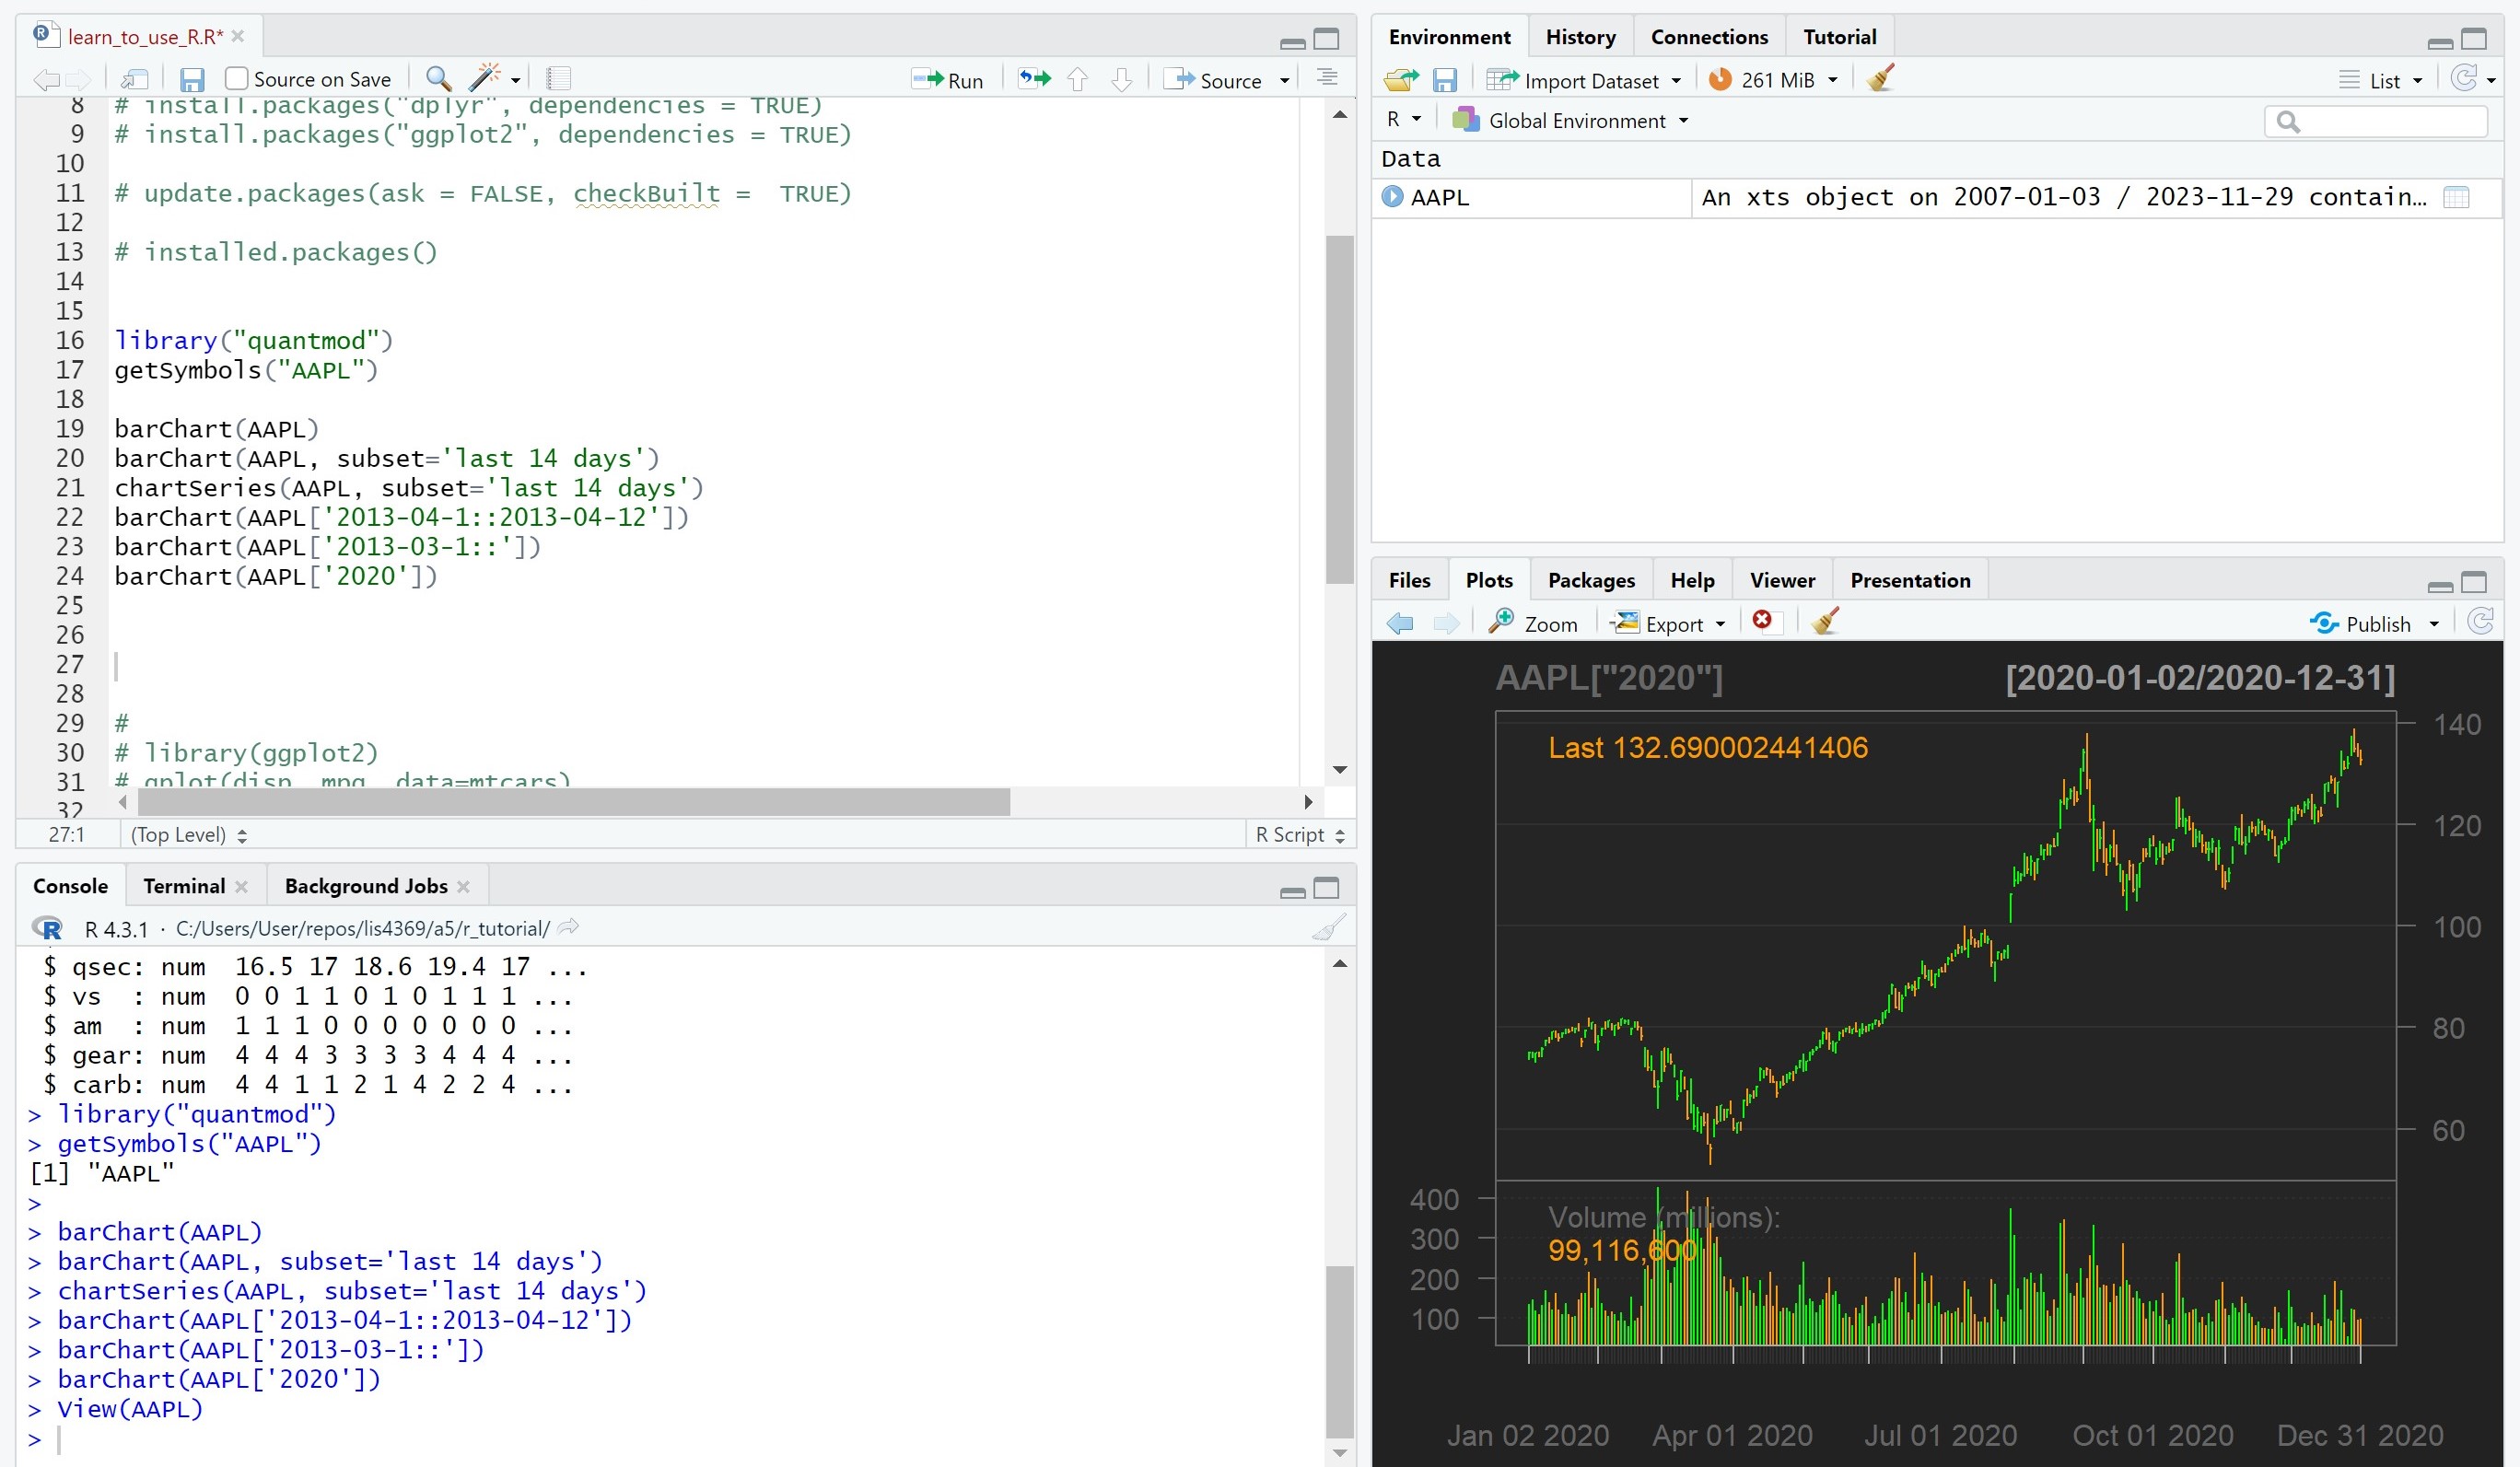 learn_to_use_R.R*
Source on Save
Run
Source
8 # install.packages("dplyr", dependencies = TRUE)
9 # install.packages("ggplot2", dependencies = TRUE)
10
11 # update.packages(ask = FALSE, checkBuilt =  TRUE)
12
13 # installed.packages()
14
15
16 library("quantmod")
17 getSymbols("AAPL")
18
19 barChart(AAPL)
20 barChart(AAPL, subset='last 14 days')
21 chartSeries(AAPL, subset='last 14 days')
22 barChart(AAPL['2013-04-1::2013-04-12'])
23 barChart(AAPL['2013-03-1::'])
24 barChart(AAPL['2020'])
25
26
27
28
29 #
30 # library(ggplot2)
31 # qplot(disp, mpg, data=mtcars)
32
27:1 (Top Level) R Script
Console Terminal Background Jobs
R 4.3.1 · C:/Users/User/repos/lis4369/a5/r_tutorial/
$ qsec: num  16.5 17 18.6 19.4 17 ...
$ vs  : num  0 0 1 1 0 1 0 1 1 1 ...
$ am  : num  1 1 1 0 0 0 0 0 0 0 ...
$ gear: num  4 4 4 3 3 3 3 4 4 4 ...
$ carb: num  4 4 1 1 2 1 4 2 2 4 ...
> library("quantmod")
> getSymbols("AAPL")
[1] "AAPL"
>
> barChart(AAPL)
> barChart(AAPL, subset='last 14 days')
> chartSeries(AAPL, subset='last 14 days')
> barChart(AAPL['2013-04-1::2013-04-12'])
> barChart(AAPL['2013-03-1::'])
> barChart(AAPL['2020'])
> View(AAPL)
>
Environment History Connections Tutorial
Import Dataset 261 MiB List
R Global Environment
Data
AAPL An xts object on 2007-01-03 / 2023-11-29 contain…
Files Plots Packages Help Viewer Presentation
Zoom Export Publish
AAPL["2020"] [2020-01-02/2020-12-31]
Last 132.690002441406
140
120
100
80
60
400
300
200
100
Volume (millions):
99,116,600
Jan 02 2020 Apr 01 2020 Jul 01 2020 Oct 01 2020 Dec 31 2020